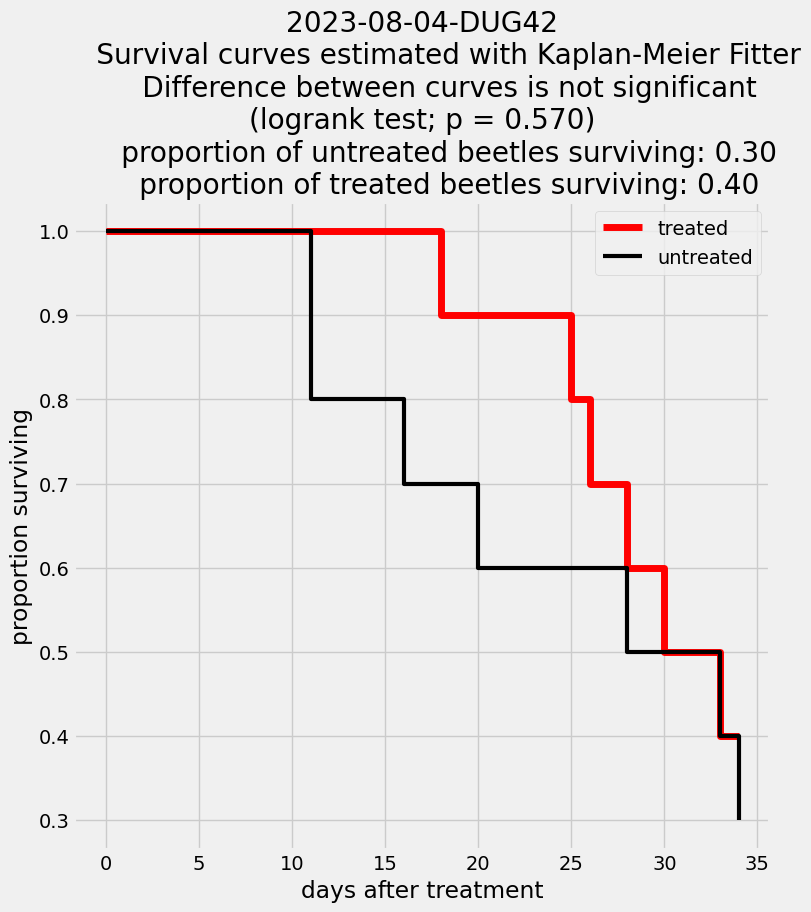 2023-08-04-DUG42
Survival curves estimated with Kaplan-Meier Fitter
Difference between curves is not significant
(logrank test; p = 0.570)
proportion of untreated beetles surviving: 0.30
proportion of treated beetles surviving: 0.40
treated
untreated
1.0
0.9
0.8
0.7
0.6
0.5
0.4
0.3
proportion surviving
0 5 10 15 20 25 30 35
days after treatment